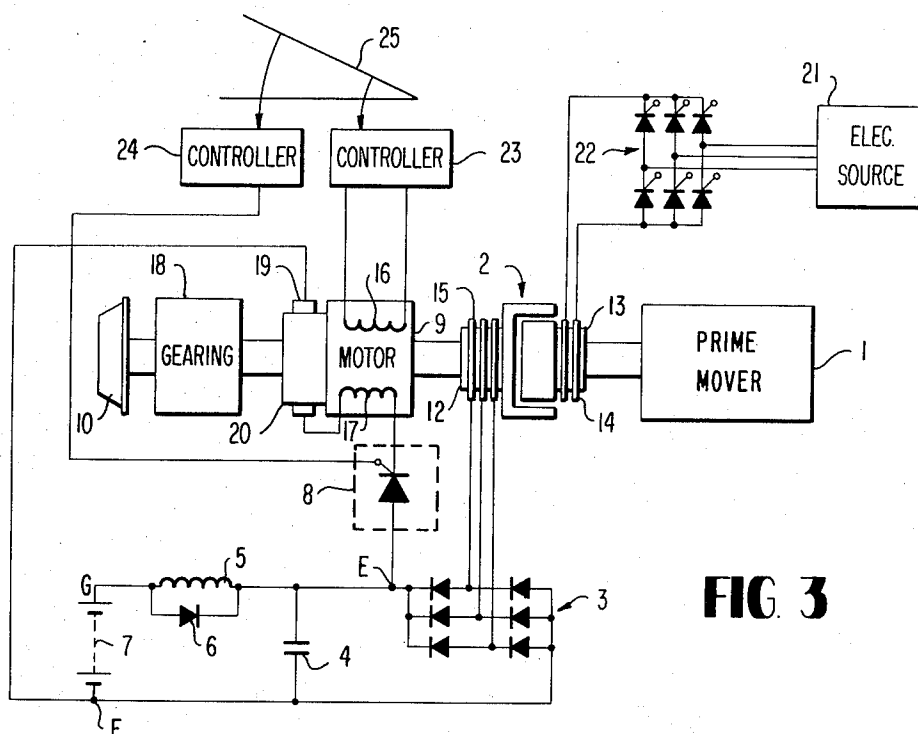 25
21
24
CONTROLLER
CONTROLLER
23
22
ELEC.
SOURCE
18
19
16
9
15
2
13
GEARING
MOTOR
PRIME
MOVER
1
10
20
17
12
14
8
G
5
E
3
6
7
4
F
FIG. 3